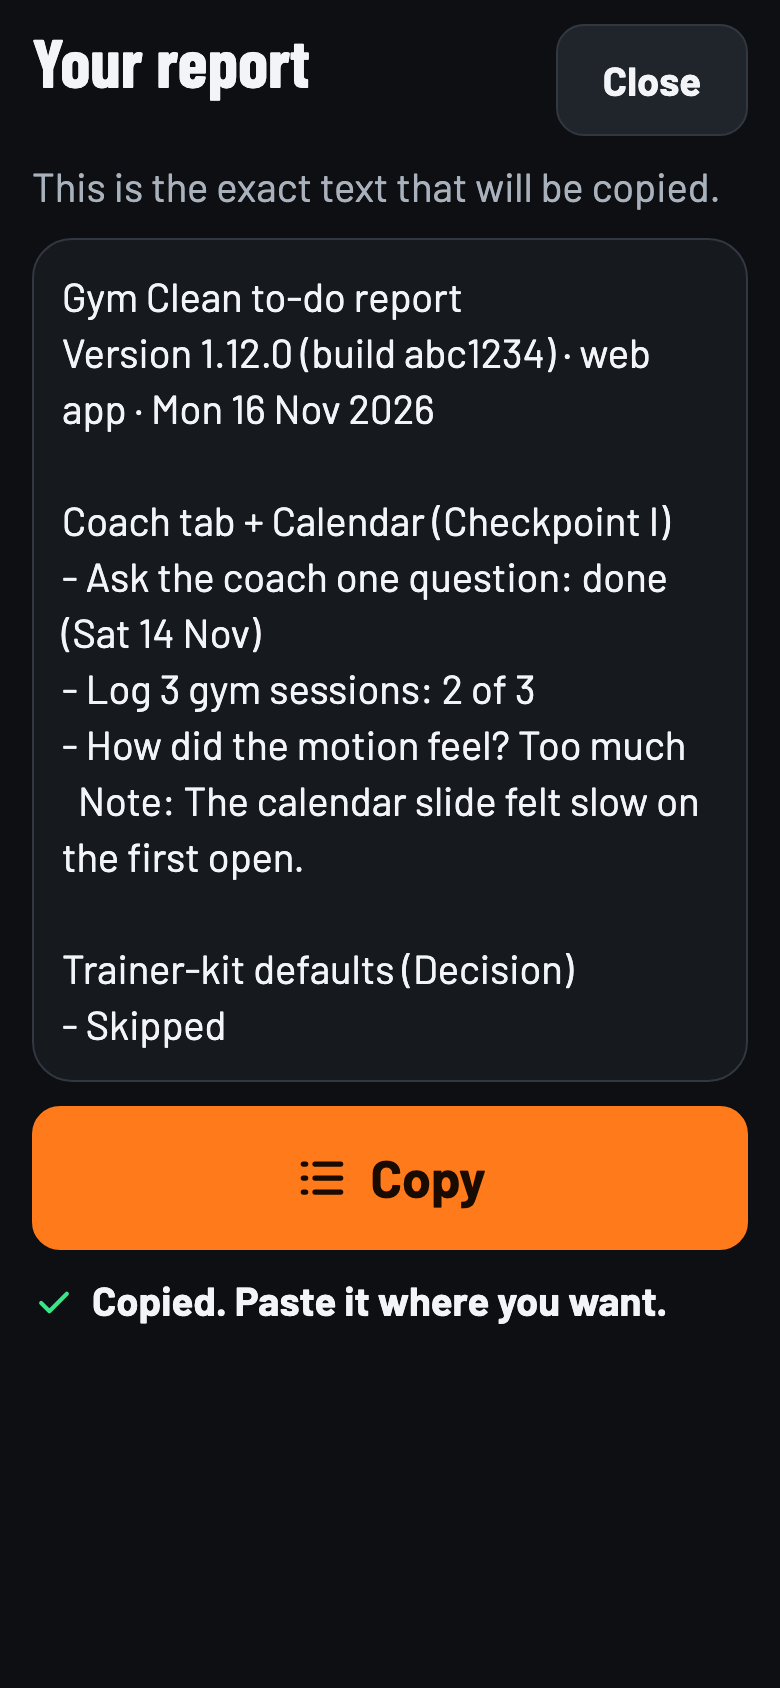 Your report
Close
This is the exact text that will be copied.
Gym Clean to-do report
Version 1.12.0 (build abc1234) · web
app · Mon 16 Nov 2026
Coach tab + Calendar (Checkpoint I)
- Ask the coach one question: done
(Sat 14 Nov)
- Log 3 gym sessions: 2 of 3
- How did the motion feel? Too much
Note: The calendar slide felt slow on
the first open.
Trainer-kit defaults (Decision)
- Skipped
Copy
Copied. Paste it where you want.